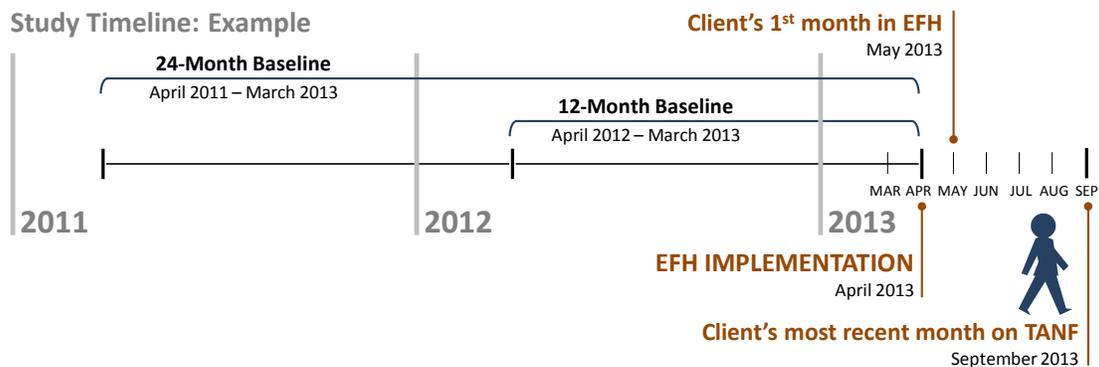 Study Timeline: Example
Client's 1st month in EFH
May 2013
24-Month Baseline
April 2011 – March 2013
12-Month Baseline
April 2012 – March 2013
MAR APR MAY JUN JUL AUG SEP
2011
2012
2013
EFH IMPLEMENTATION
April 2013
Client's most recent month on TANF
September 2013